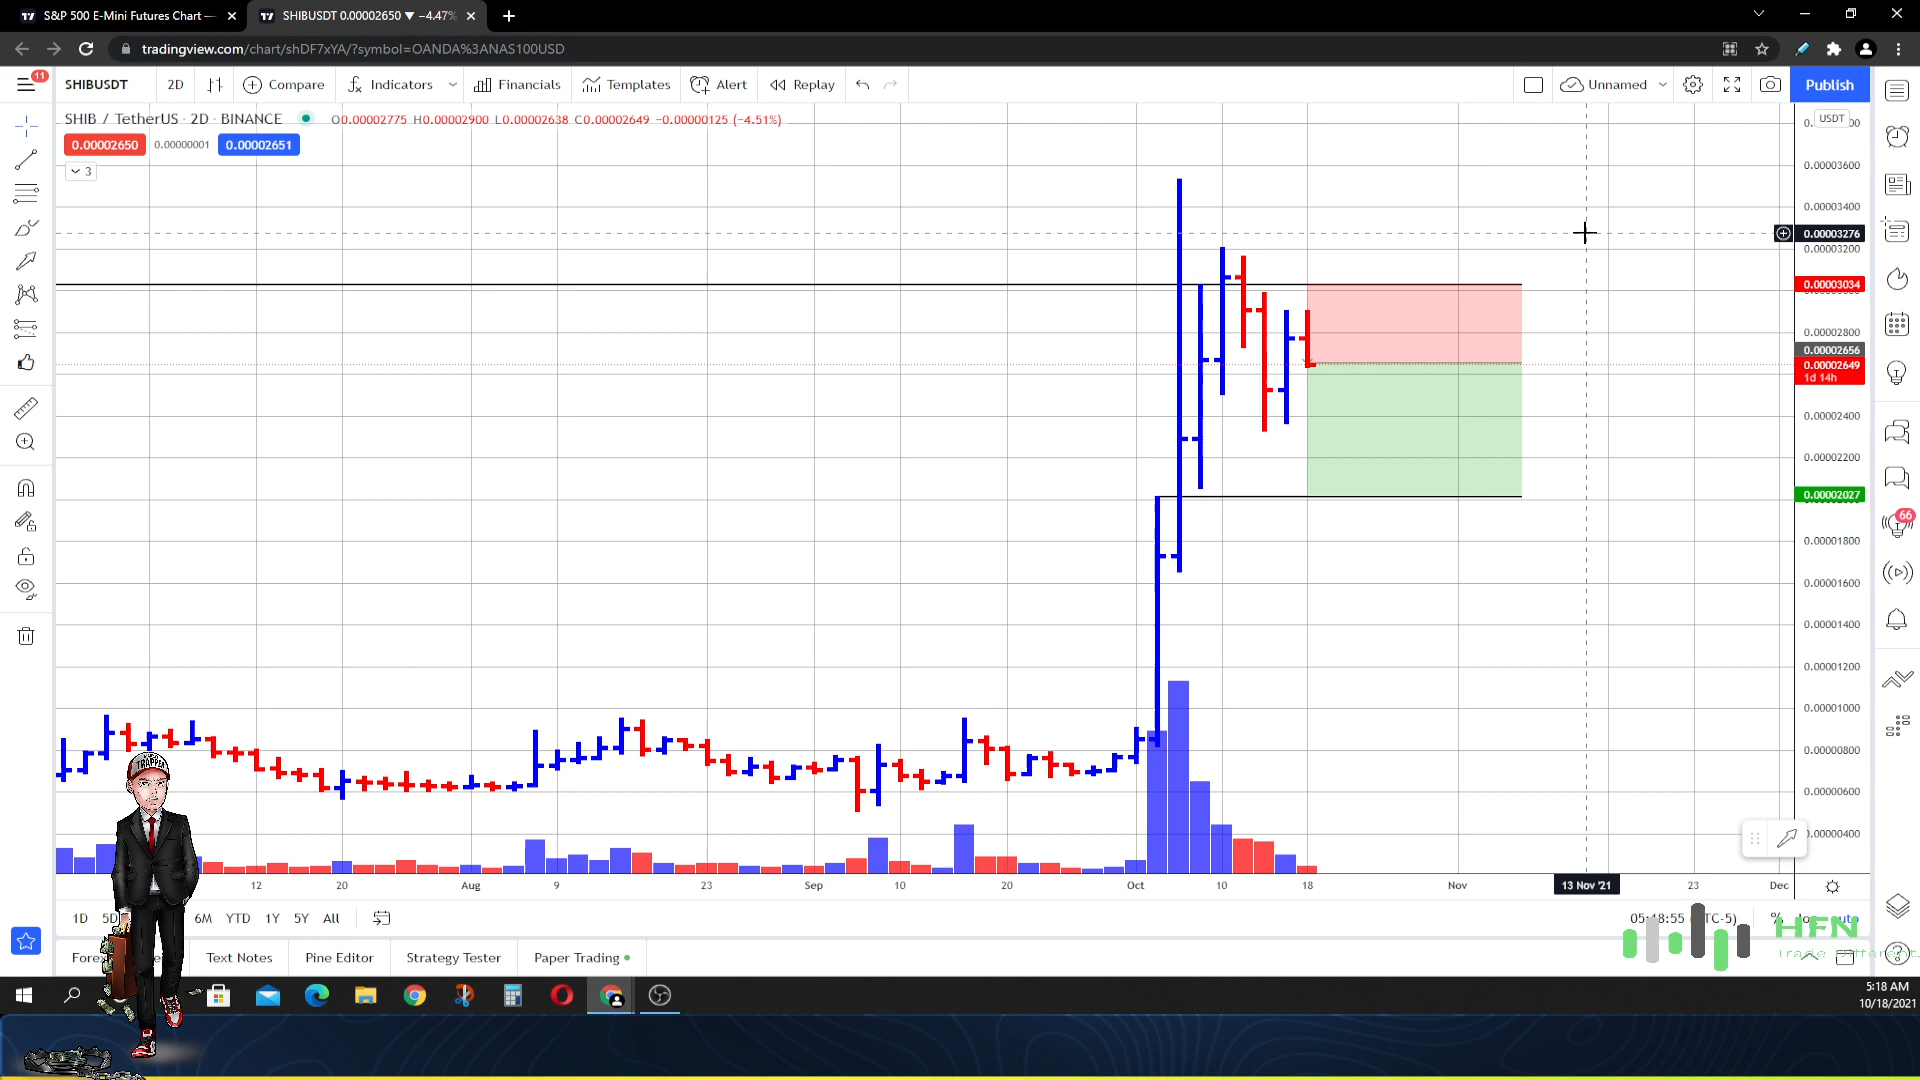 S&P 500 E-Mini Futures Chart —
SHIBUSDT 0.00002650 ▼ −4.47%
tradingview.com/chart/shDF7xYA/?symbol=OANDA%3ANAS100USD
11
SHIBUSDT 2D Compare Indicators Financials Templates Alert Replay Unnamed Publish
SHIB / TetherUS · 2D · BINANCE O0.00002775 H0.00002900 L0.00002638 C0.00002649 −0.00000125 (−4.51%)
USDT
0.00002650 0.00000001 0.00002651
3
0.00003600
0.00003400
0.00003276
0.00003200
0.00003034
0.00002800
0.00002656
0.00002649
1d 14h
0.00002400
0.00002200
0.00002027
66
0.00001800
0.00001600
0.00001400
0.00001200
0.00001000
0.00000800
TRAPPER
0.00000600
0.00000400
12 20 Aug 9 23 Sep 10 20 Oct 10 18 Nov 13 Nov '21 23 Dec
1D 5D 6M YTD 1Y 5Y All
%
HFN
Trade Different.
Text Notes Pine Editor Strategy Tester Paper Trading
5:18 AM
10/18/2021